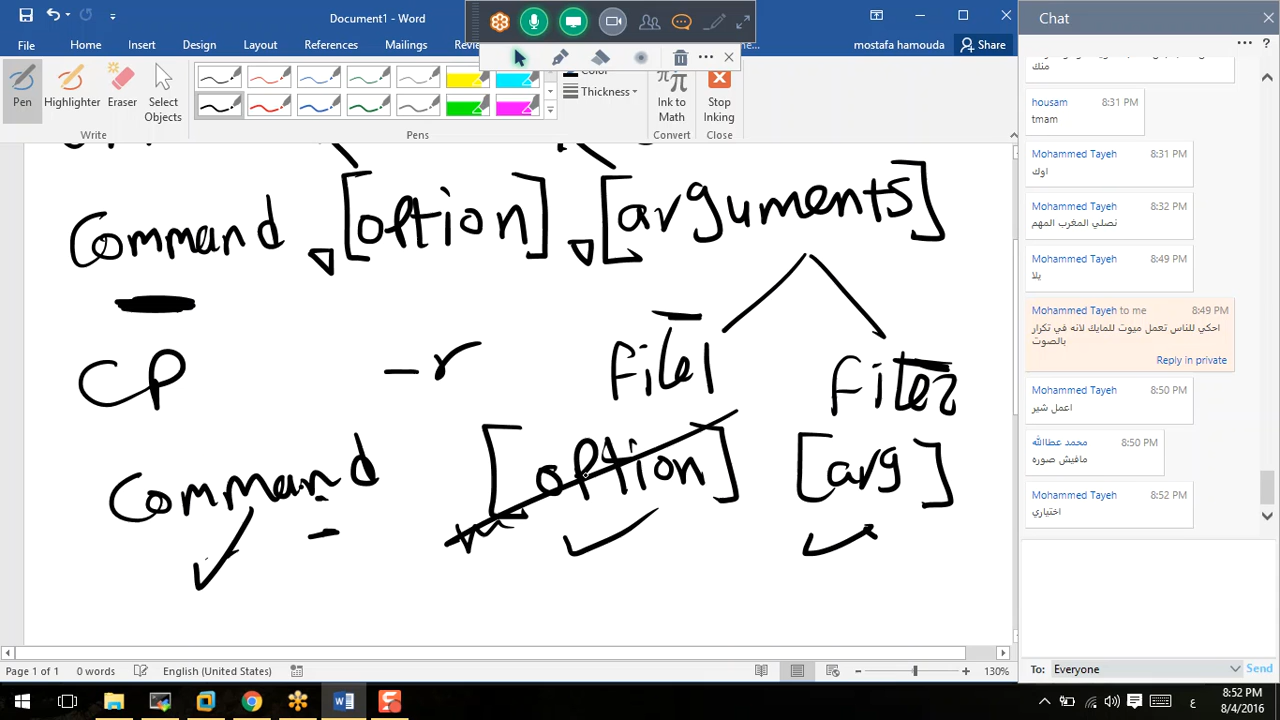 Document1 - Word
mostafa hamouda
Share
File
Home
Insert
Design
Layout
References
Mailings
Pen
Highlighter
Eraser
Select Objects
Color
Thickness
Ink to Math
Stop Inking
Write
Pens
Convert
Close
command [option] [arguments]
CP -r file1 file2
command [option] [arg]
Chat
منك
housam 8:31 PM
tmam
Mohammed Tayeh 8:31 PM
اوك
Mohammed Tayeh 8:32 PM
نصلي المغرب المهم
Mohammed Tayeh 8:49 PM
يلا
Mohammed Tayeh to me 8:49 PM
احكي للناس تعمل ميوت للمايك لانه في تكرار
بالصوت
Reply in private
Mohammed Tayeh 8:50 PM
اعمل شير
محمد عطاالله 8:50 PM
مافيش صوره
Mohammed Tayeh 8:52 PM
اختباري
To: Everyone Send
Page 1 of 1 0 words English (United States) 130%
ع 8:52 PM
8/4/2016